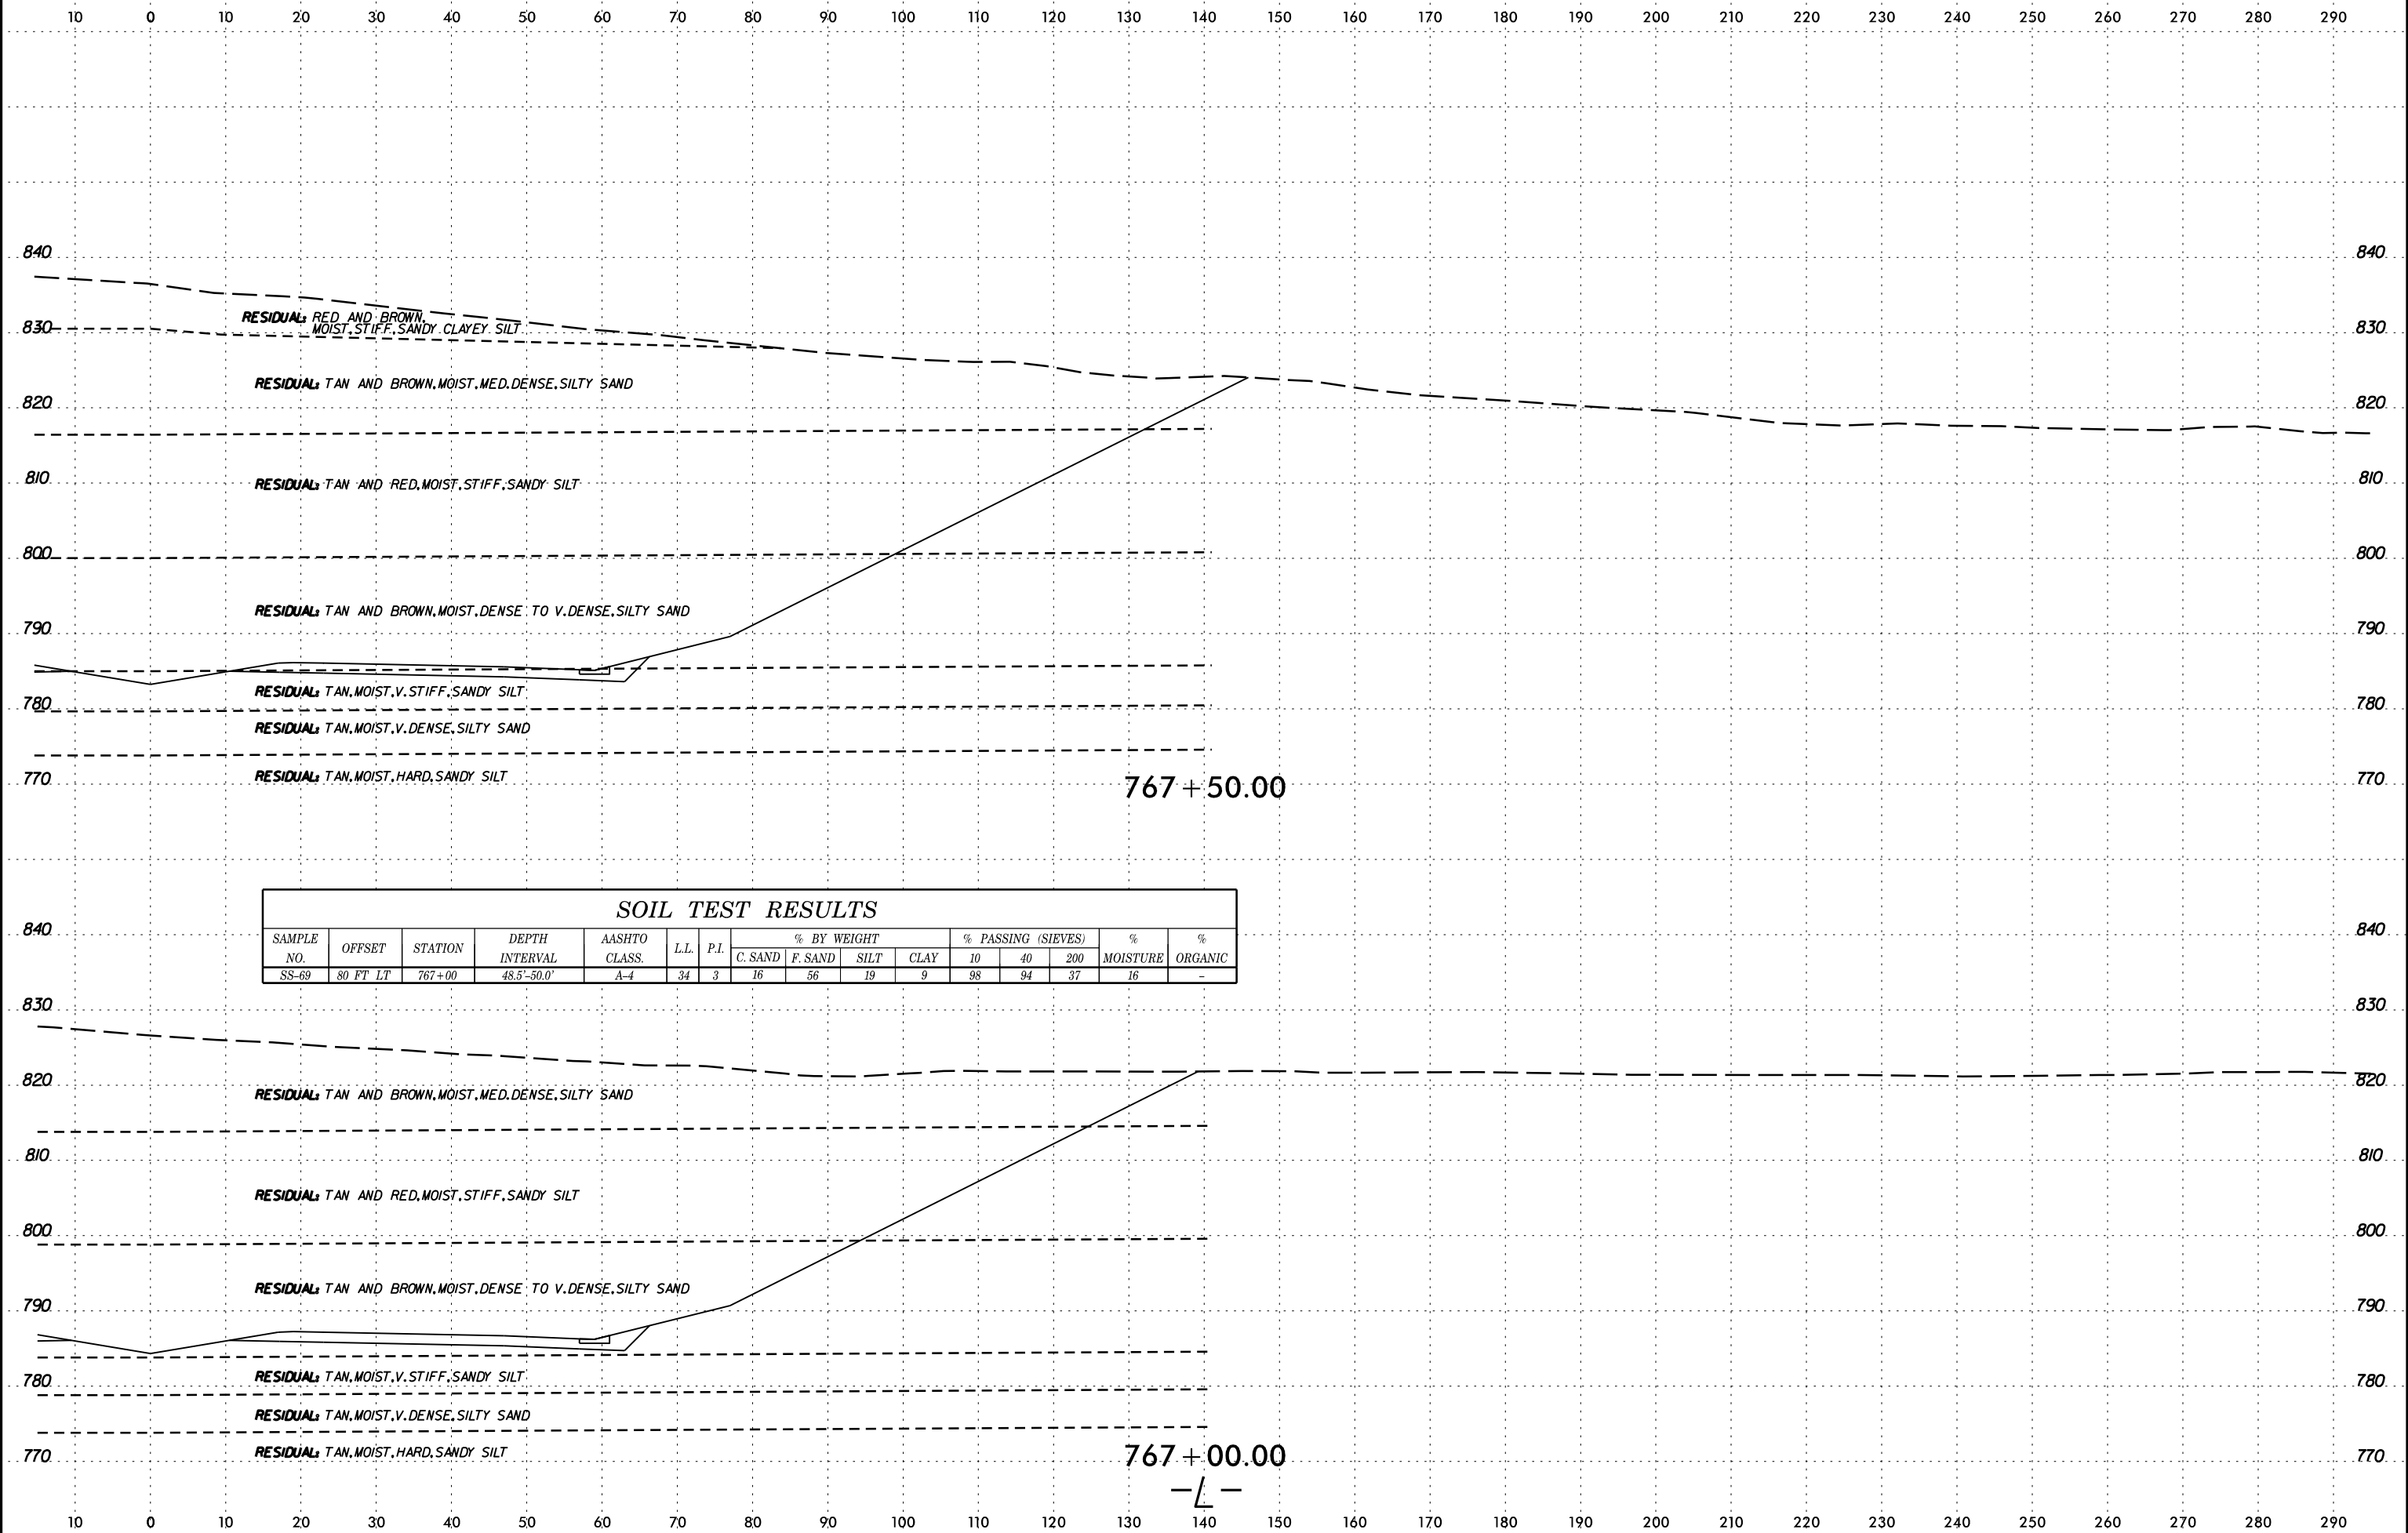 10 0 10 20 30 40 50 60 70 80 90 100 110 120 130 140 150 160 170 180 190 200 210 220 230 240 250 260 270 280 290
840 840
RESIDUAL: RED AND BROWN,
830 MOIST,STIFF,SANDY CLAYEY SILT 830
RESIDUAL: TAN AND BROWN,MOIST,MED.DENSE,SILTY SAND
820 820
810 RESIDUAL: TAN AND RED,MOIST,STIFF,SANDY SILT 810
800 800
RESIDUAL: TAN AND BROWN,MOIST,DENSE TO V.DENSE,SILTY SAND
790 790
RESIDUAL: TAN,MOIST,V.STIFF,SANDY SILT
780 780
RESIDUAL: TAN,MOIST,V.DENSE,SILTY SAND
RESIDUAL: TAN,MOIST,HARD,SANDY SILT
770 770
767+50.00
SOIL TEST RESULTS
840 840
SAMPLE NO. OFFSET STATION DEPTH INTERVAL AASHTO CLASS. L.L. P.I. % BY WEIGHT % PASSING (SIEVES) % MOISTURE % ORGANIC
C. SAND F. SAND SILT CLAY 10 40 200
SS-69 80 FT LT 767+00 48.5'-50.0' A-4 34 3 16 56 19 9 98 94 37 16 -
830 830
820 820
RESIDUAL: TAN AND BROWN,MOIST,MED.DENSE,SILTY SAND
810 810
RESIDUAL: TAN AND RED,MOIST,STIFF,SANDY SILT
800 800
RESIDUAL: TAN AND BROWN,MOIST,DENSE TO V.DENSE,SILTY SAND
790 790
RESIDUAL: TAN,MOIST,V.STIFF,SANDY SILT
780 780
RESIDUAL: TAN,MOIST,V.DENSE,SILTY SAND
RESIDUAL: TAN,MOIST,HARD,SANDY SILT
770 770
767+00.00
-L-
10 0 10 20 30 40 50 60 70 80 90 100 110 120 130 140 150 160 170 180 190 200 210 220 230 240 250 260 270 280 290